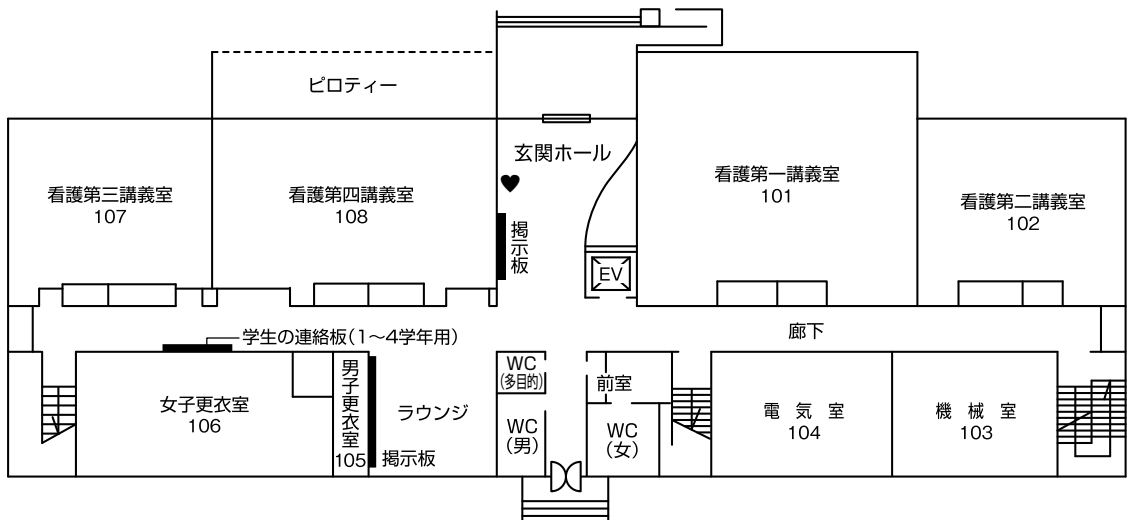 ピロティー
玄関ホール
看護第三講義室
107
看護第四講義室
108
掲示板
EV
看護第一講義室
101
看護第二講義室
102
学生の連絡板(1〜4学年用)
廊下
女子更衣室
106
男子更衣室
105
掲示板
ラウンジ
WC
(多目的)
WC
(男)
前室
WC
(女)
電気室
104
機械室
103